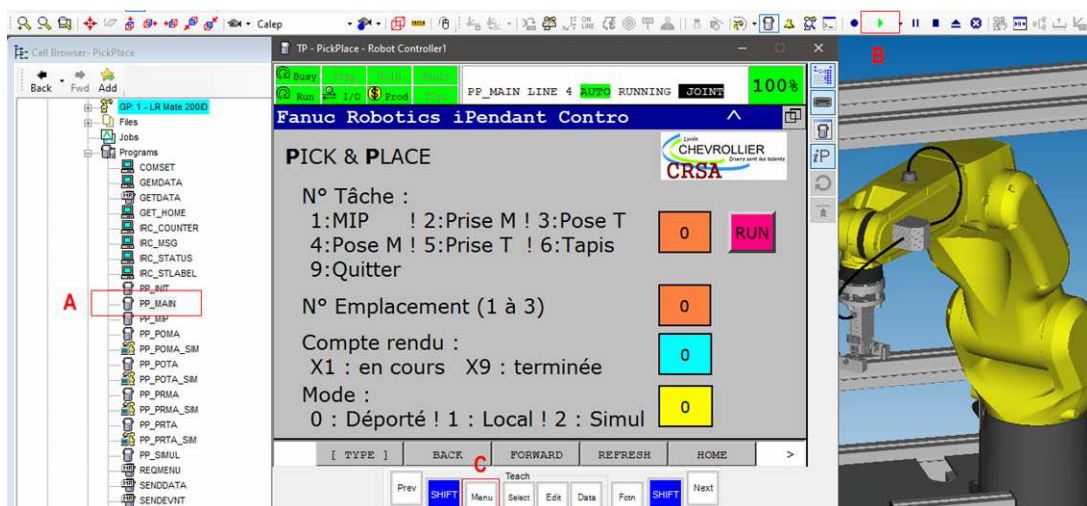 Calep
B
Cell Browser- PickPlace
Back Fwd Add
GP: 1 - LR Mate 200iD
Files
Jobs
Programs
COMSET
GEMDATA
GETDATA
GET_HOME
IRC_COUNTER
IRC_MSG
IRC_STATUS
IRC_STLABEL
PP_INIT
A
PP_MAIN
PP_MIP
PP_POMA
PP_POMA_SIM
PP_POTA
PP_POTA_SIM
PP_PRMA
PP_PRMA_SIM
PP_PRTA
PP_PRTA_SIM
PP_SIMUL
REQMENU
SENDDATA
SENDEVNT
TP - PickPlace - Robot Controller1
Busy Step Hold Fault
Run I/O Prod
PP_MAIN LINE 4 AUTO RUNNING JOINT
100%
Fanuc Robotics iPendant Contro
PICK & PLACE
Lycée
CHEVROLLIER
Divers sont les talents
CRSA
iP
N° Tâche :
1:MIP ! 2:Prise M ! 3:Pose T
4:Pose M ! 5:Prise T ! 6:Tapis
9:Quitter
0
RUN
N° Emplacement (1 à 3)
0
Compte rendu :
X1 : en cours X9 : terminée
0
Mode :
0 : Déporté ! 1 : Local ! 2 : Simul
0
[ TYPE ] BACK FORWARD REFRESH HOME >
C
Teach
Prev SHIFT Menu Select Edit Data Fctn SHIFT Next